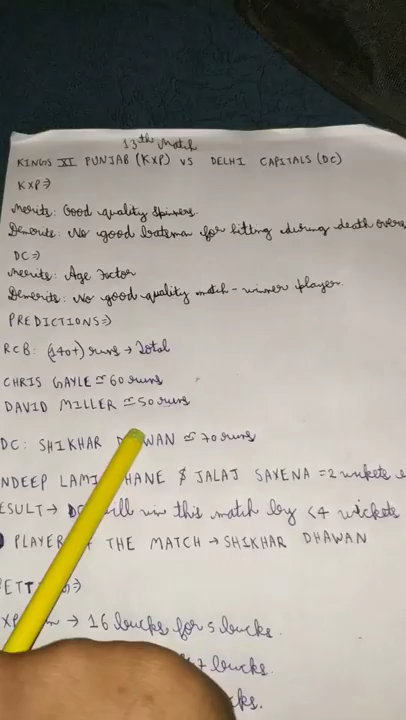 13th Match
KINGS XI PUNJAB (KXP) VS DELHI CAPITALS (DC)
KXP⇒
Merits: Good quality spinners.
Demerits: No good batsman for hitting during death overs
DC⇒
Merits: Age Factor
Demerits: No good quality match-winner player.
PREDICTIONS⇒
RCB: (140+) runs → Total
CHRIS GAYLE ≃ 60 runs
DAVID MILLER ≃ 50 runs
DC: SHIKHAR DHAWAN ≃ 70 runs
NDEEP LAMI HANE & JALAJ SAXENA = 2 wickets
ESULT → will win this match by <4 wickets
PLAYER THE MATCH → SHIKHAR DHAWAN
ETT
XP → 16 bucks for 5 bucks.
7 bucks.
cks.